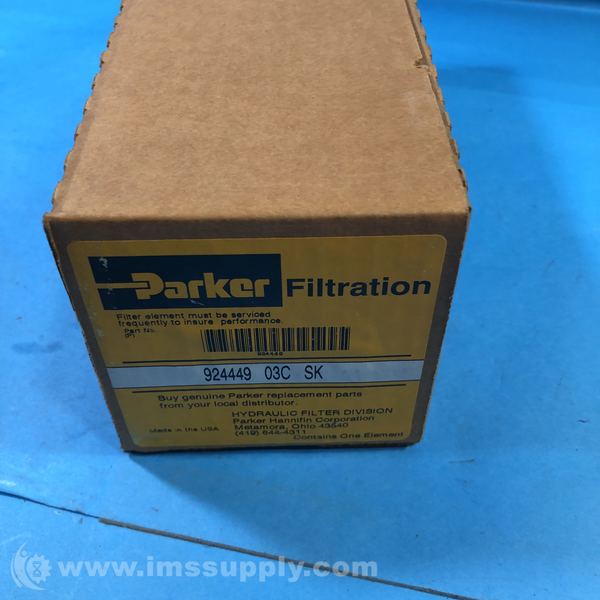 Parker Filtration
Filter element must be serviced
frequently to insure performance.
Part No.
(P)
924449
924449 03C SK
Buy genuine Parker replacement parts
from your local distributor.
HYDRAULIC FILTER DIVISION
Parker Hannifin Corporation
Metamora, Ohio 43540
Made in the USA
(419) 644-4311
Contains One Element
© www.imssupply.com/